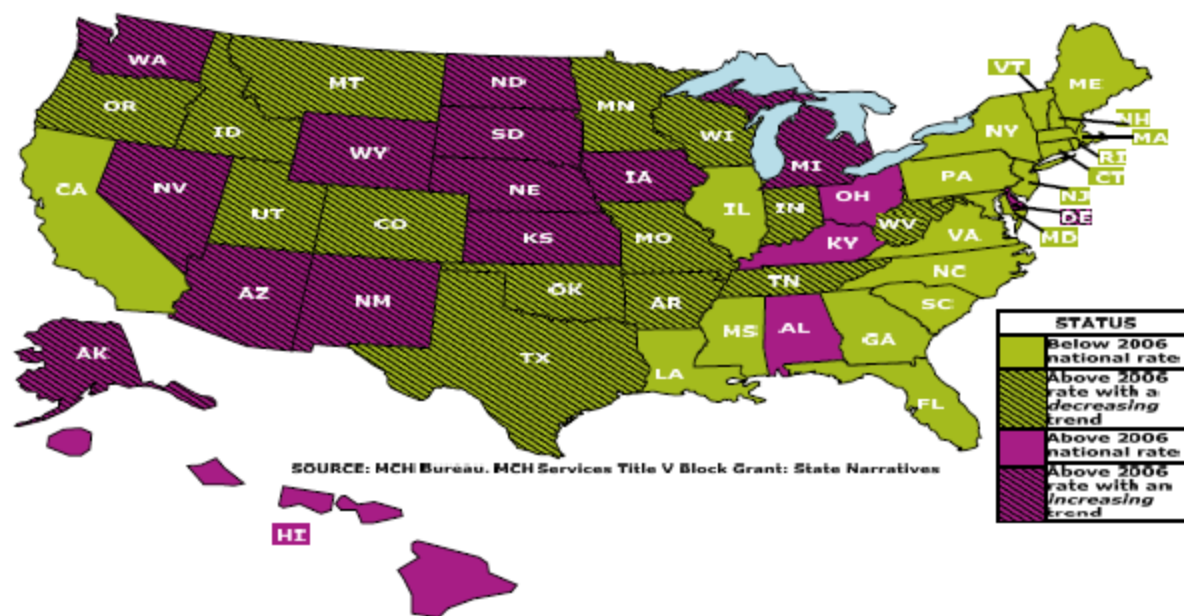 WA
MT
ND
MN
OR
ID
SD
WI
WY
MI
ME
VT
NH
NY
MA
RI
CT
CA
NV
NE
IA
PA
NJ
OH
IL
IN
UT
CO
DE
WV
MD
VA
KS
MO
KY
NC
AZ
NM
OK
TN
AR
SC
MS
AL
GA
AK
TX
LA
FL
HI
STATUS
Below 2006
national rate
Above 2006
rate with a
decreasing
trend
Above 2006
national rate
Above 2006
rate with an
increasing
trend
SOURCE: MCH Bureau. MCH Services Title V Block Grant: State Narratives